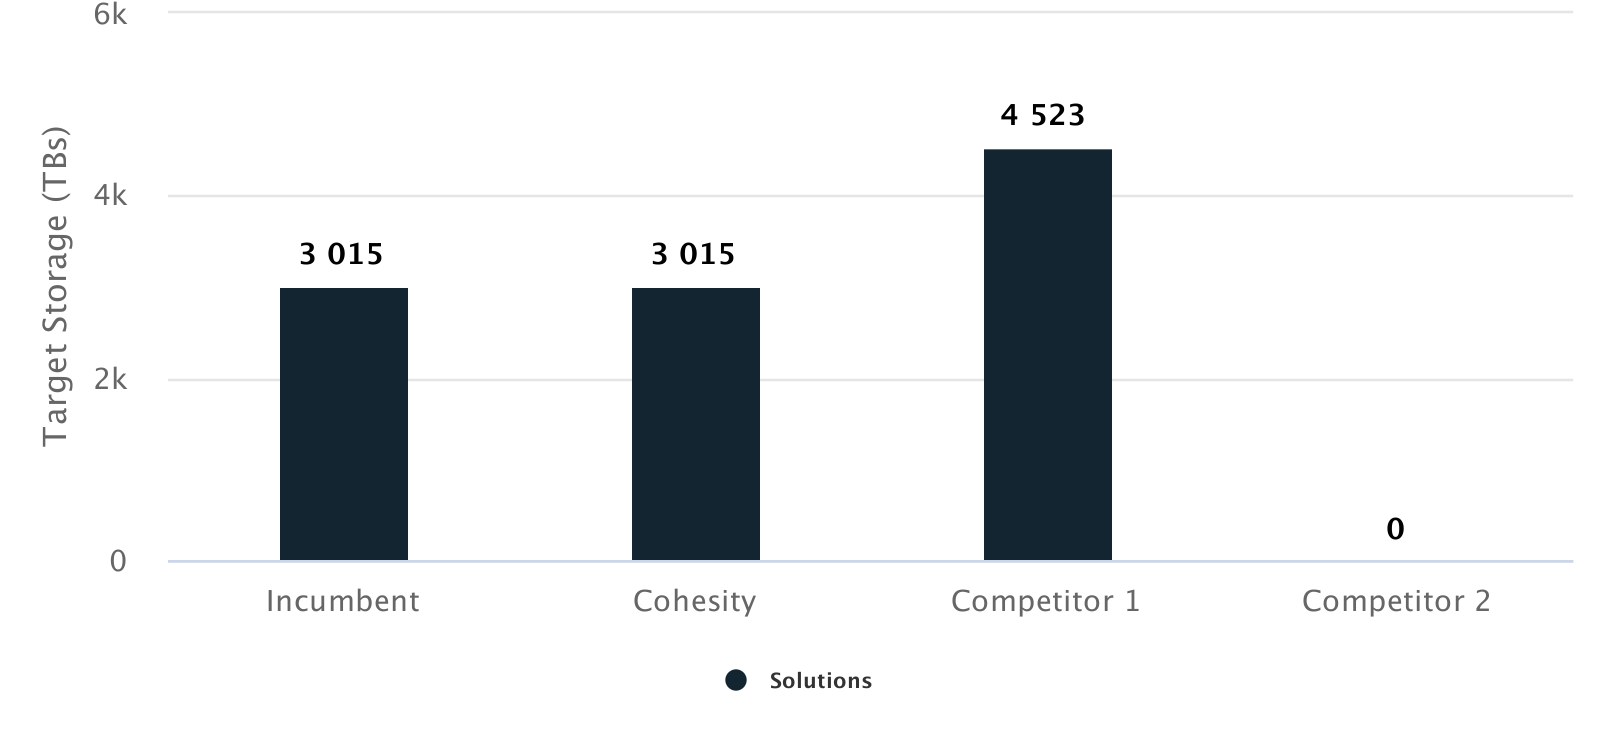 Target Storage (TBs)
6k
4k
2k
0
3 015
3 015
4 523
0
Incumbent
Cohesity
Competitor 1
Competitor 2
Solutions